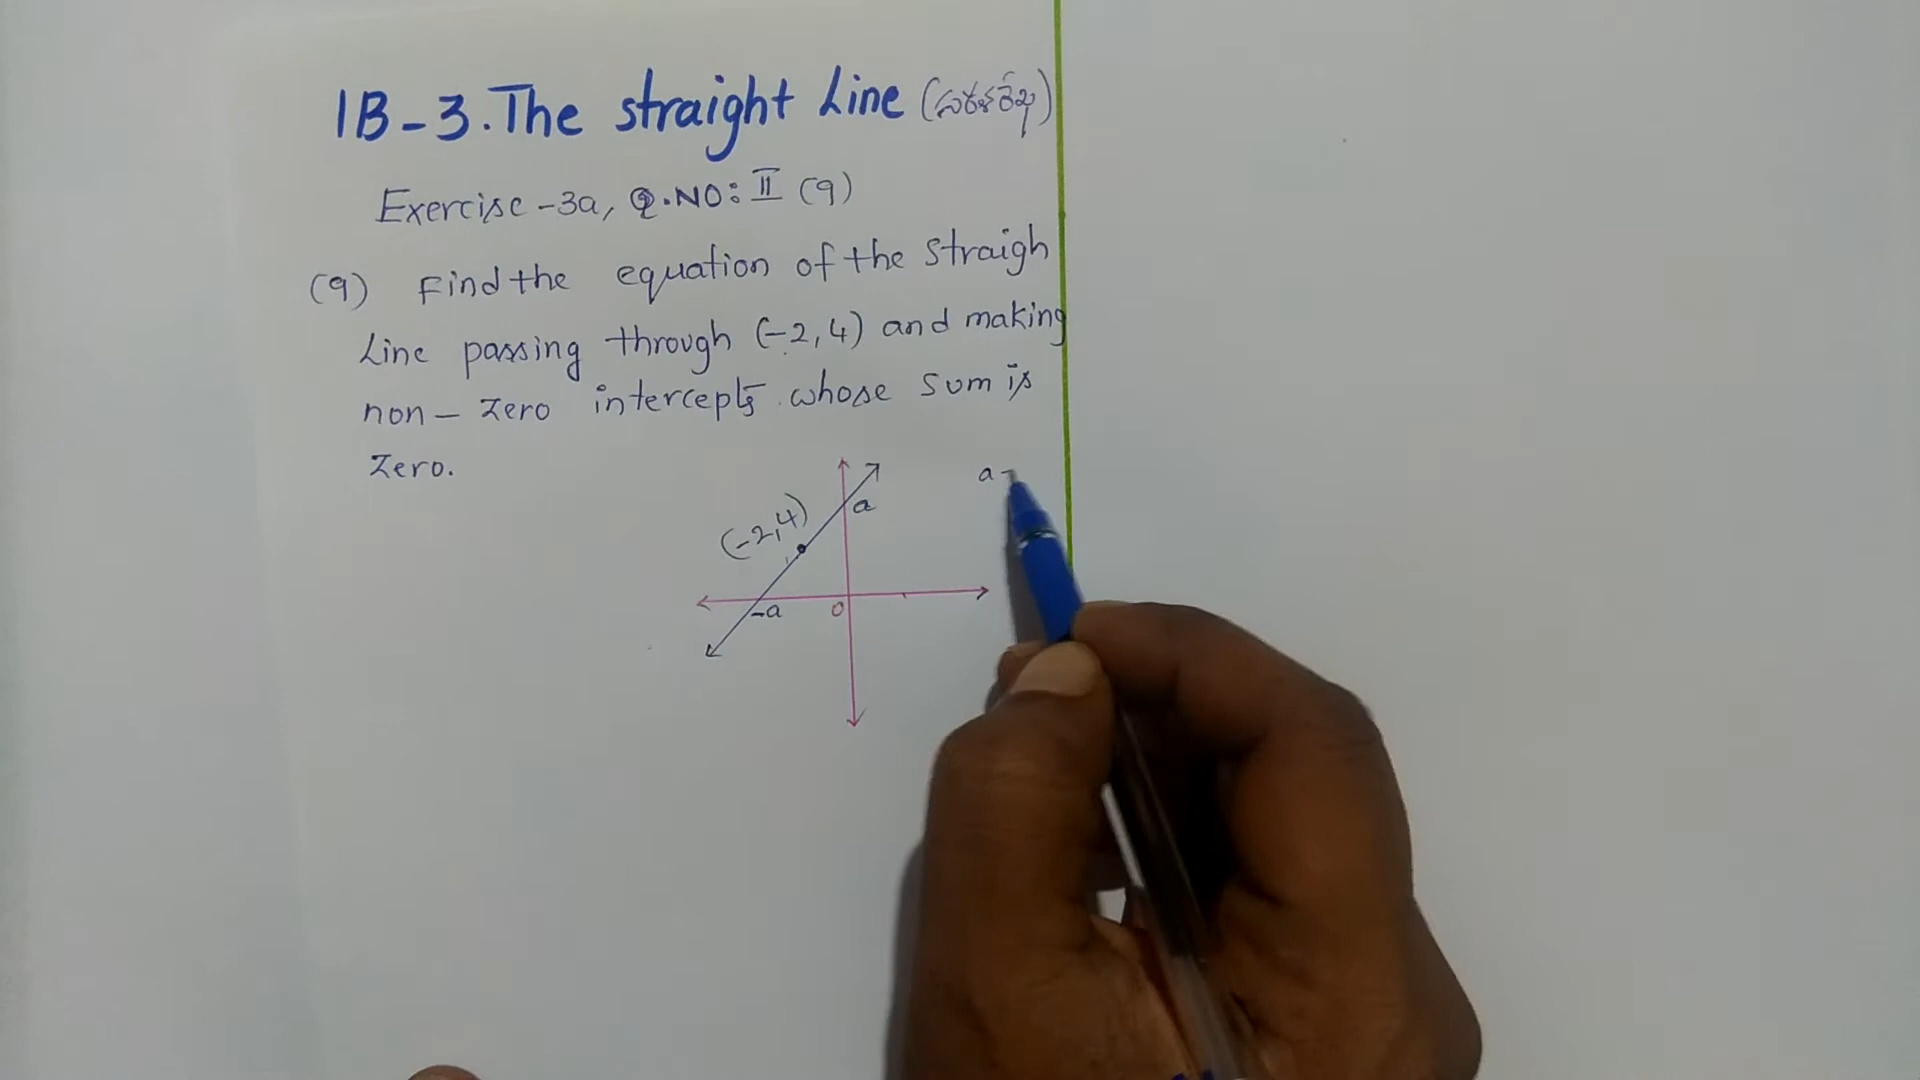 1B-3. The straight Line (సరళరేఖ)
Exercise-3a, Q.NO: II (9)
(9) Find the equation of the straigh
Line passing through (-2,4) and making
non-zero intercepts whose sum is
Zero.
a -
(-2,4)
a
-a
0